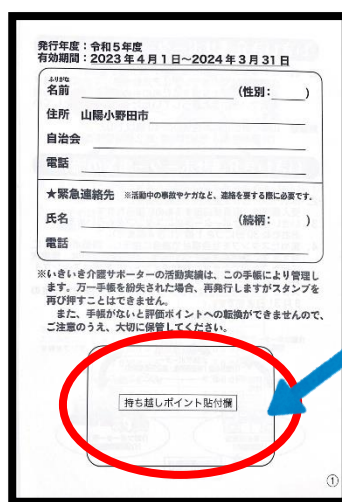 発行年度：令和５年度
有効期間：2023年4月1日～2024年3月31日
ふりがな
名前 （性別： ）
住所 山陽小野田市
自治会
電話
★緊急連絡先 ※活動中の事故やケガなど、連絡を要する際に必要です。
氏名 （続柄： ）
電話
※いきいき介護サポーターの活動実績は、この手帳により管理し
ます。万一手帳を紛失された場合、再発行しますがスタンプを
再び押すことはできません。
また、手帳がないと評価ポイントへの転換ができませんので、
ご注意のうえ、大切に保管してください。
持ち越しポイント貼付欄
①